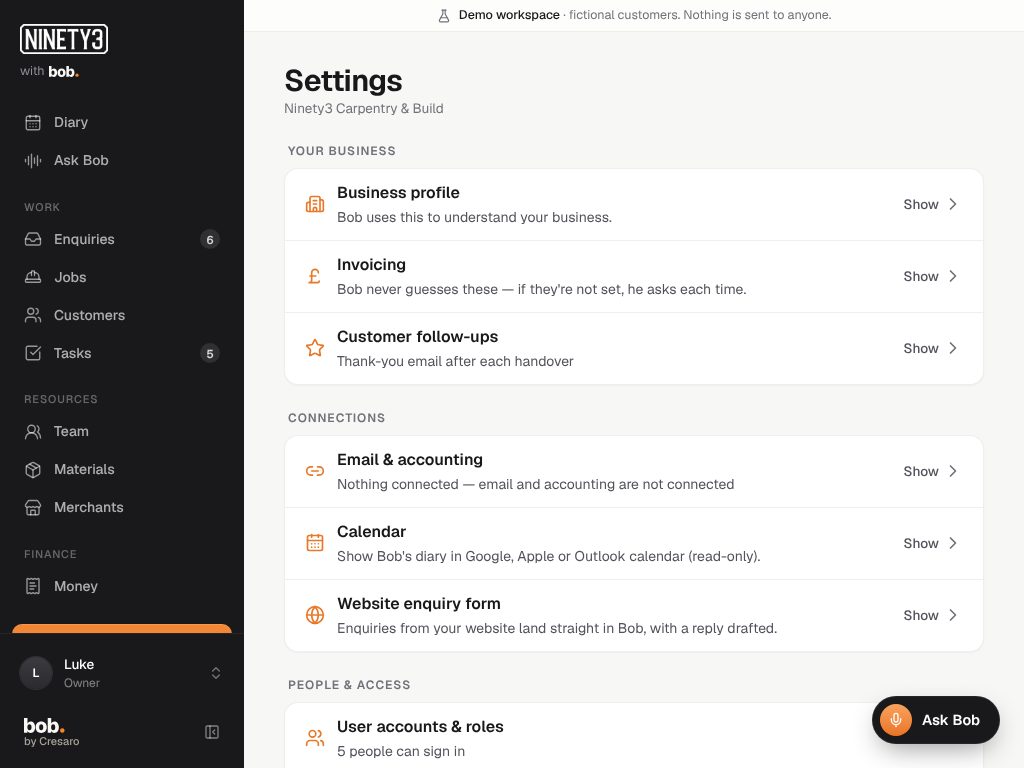 NINETY3
with bob.
Diary
Ask Bob
WORK
Enquiries 6
Jobs
Customers
Tasks 5
RESOURCES
Team
Materials
Merchants
FINANCE
Money
L
Luke
Owner
bob.
by Cresaro
Demo workspace · fictional customers. Nothing is sent to anyone.
Settings
Ninety3 Carpentry & Build
YOUR BUSINESS
Business profile
Bob uses this to understand your business.
Show
Invoicing
Bob never guesses these — if they're not set, he asks each time.
Show
Customer follow-ups
Thank-you email after each handover
Show
CONNECTIONS
Email & accounting
Nothing connected — email and accounting are not connected
Show
Calendar
Show Bob's diary in Google, Apple or Outlook calendar (read-only).
Show
Website enquiry form
Enquiries from your website land straight in Bob, with a reply drafted.
Show
PEOPLE & ACCESS
User accounts & roles
5 people can sign in
Ask Bob